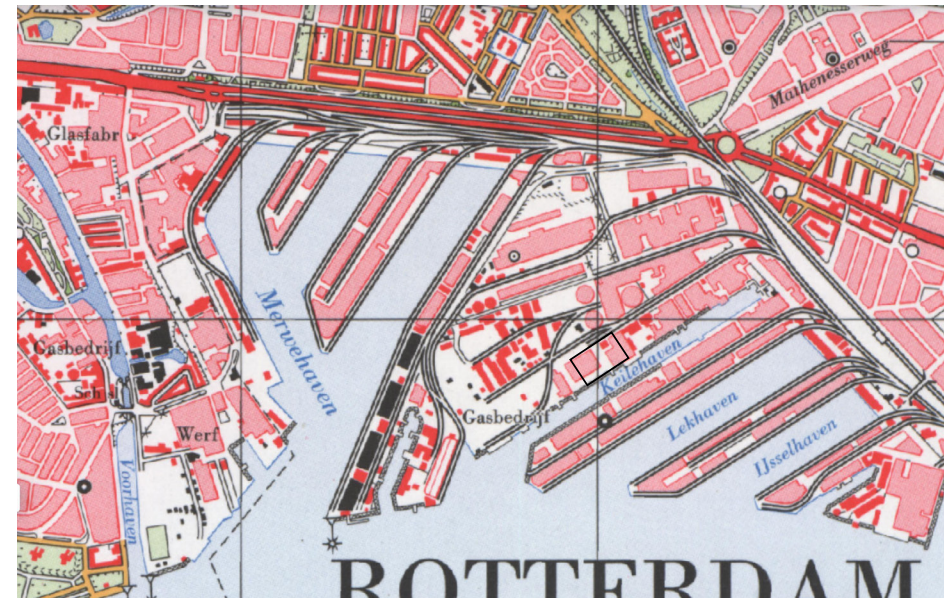 Mathenesserweg
Glasfabr
Merwehaven
Gasbedrijf
Keilehaven
Sch
Lekhaven
Gasbedrijf
Werf
IJsselhaven
Voorhaven
ROTTERDAM